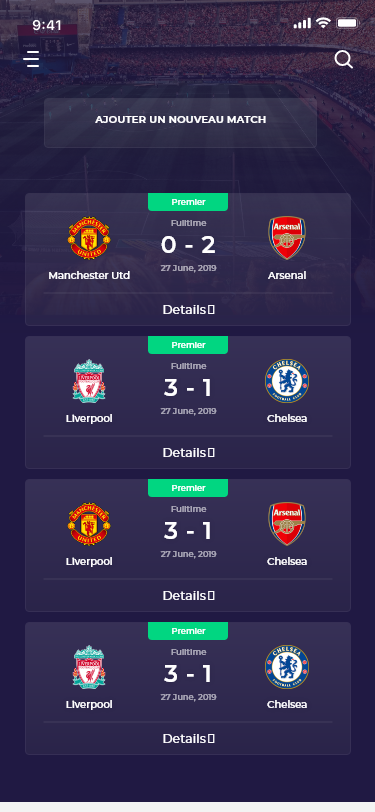 9:41
AJOUTER UN NOUVEAU MATCH
Premier
Fulltime
0 - 2
27 June, 2019
Manchester Utd
Arsenal
Details
Premier
Fulltime
3 - 1
27 June, 2019
Liverpool
Chelsea
Details
Premier
Fulltime
3 - 1
27 June, 2019
Liverpool
Chelsea
Details
Premier
Fulltime
3 - 1
27 June, 2019
Liverpool
Chelsea
Details